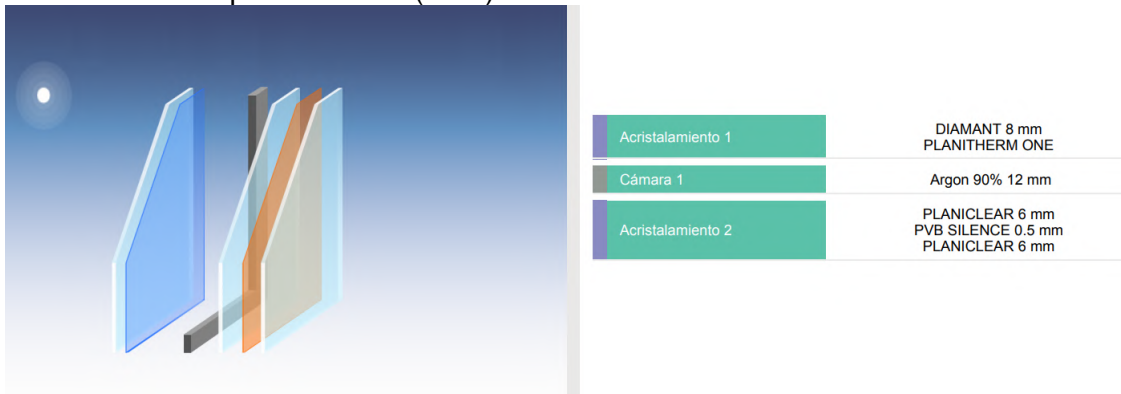 Acristalamiento 1
DIAMANT 8 mm
PLANITHERM ONE
Cámara 1
Argon 90% 12 mm
Acristalamiento 2
PLANICLEAR 6 mm
PVB SILENCE 0.5 mm
PLANICLEAR 6 mm